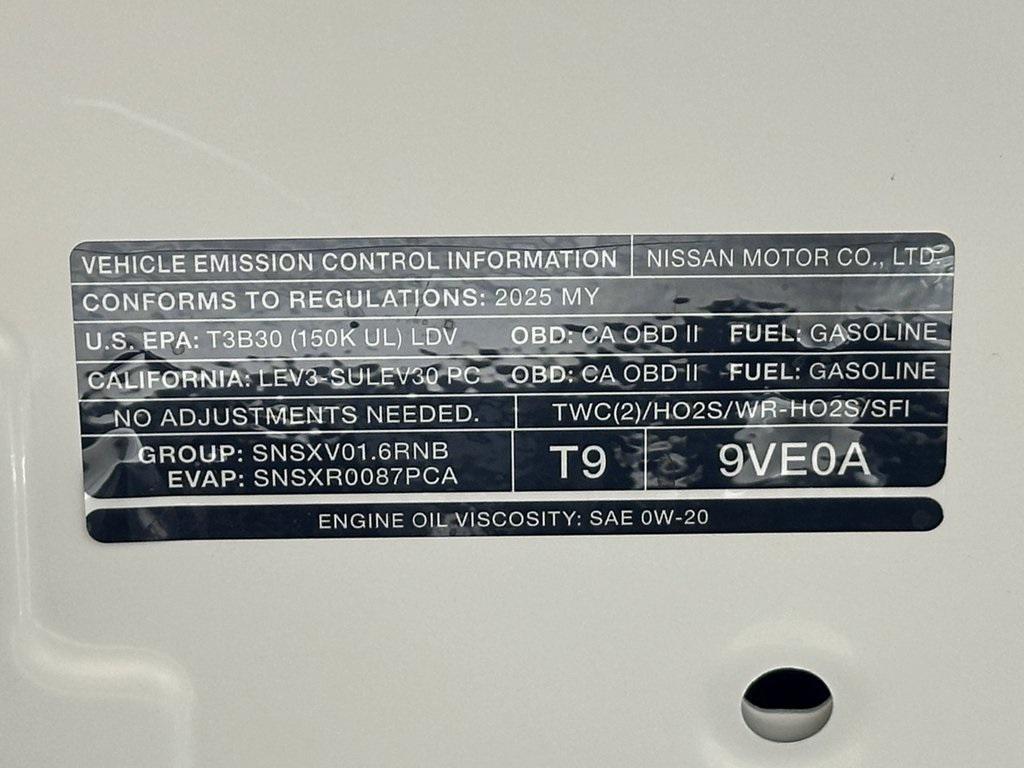 VEHICLE EMISSION CONTROL INFORMATION NISSAN MOTOR CO., LTD.
CONFORMS TO REGULATIONS: 2025 MY
U.S. EPA: T3B30 (150K UL) LDV OBD: CA OBD II FUEL: GASOLINE
CALIFORNIA: LEV3-SULEV30 PC OBD: CA OBD II FUEL: GASOLINE
NO ADJUSTMENTS NEEDED. TWC(2)/HO2S/WR-HO2S/SFI
GROUP: SNSXV01.6RNB
EVAP: SNSXR0087PCA
T9 9VE0A
ENGINE OIL VISCOSITY: SAE 0W-20